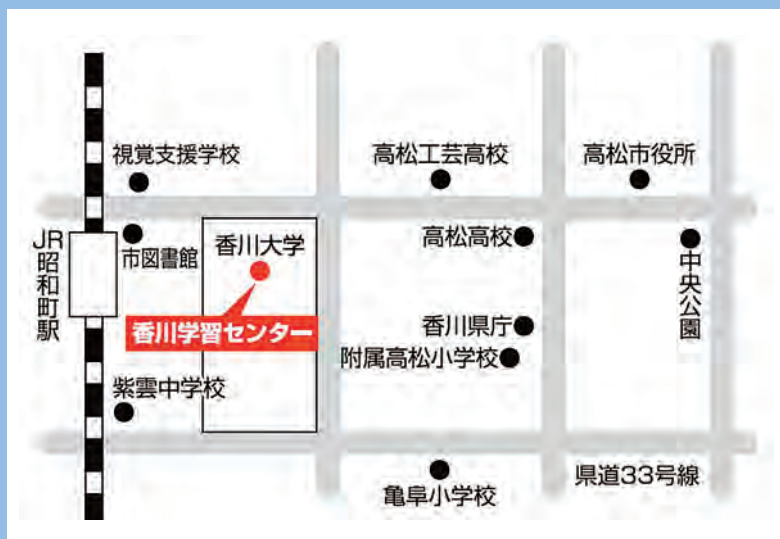 視覚支援学校
高松工芸高校
高松市役所
JR昭和町駅
市図書館
香川大学
高松高校
中央公園
香川学習センター
香川県庁
附属高松小学校
紫雲中学校
亀阜小学校
県道33号線